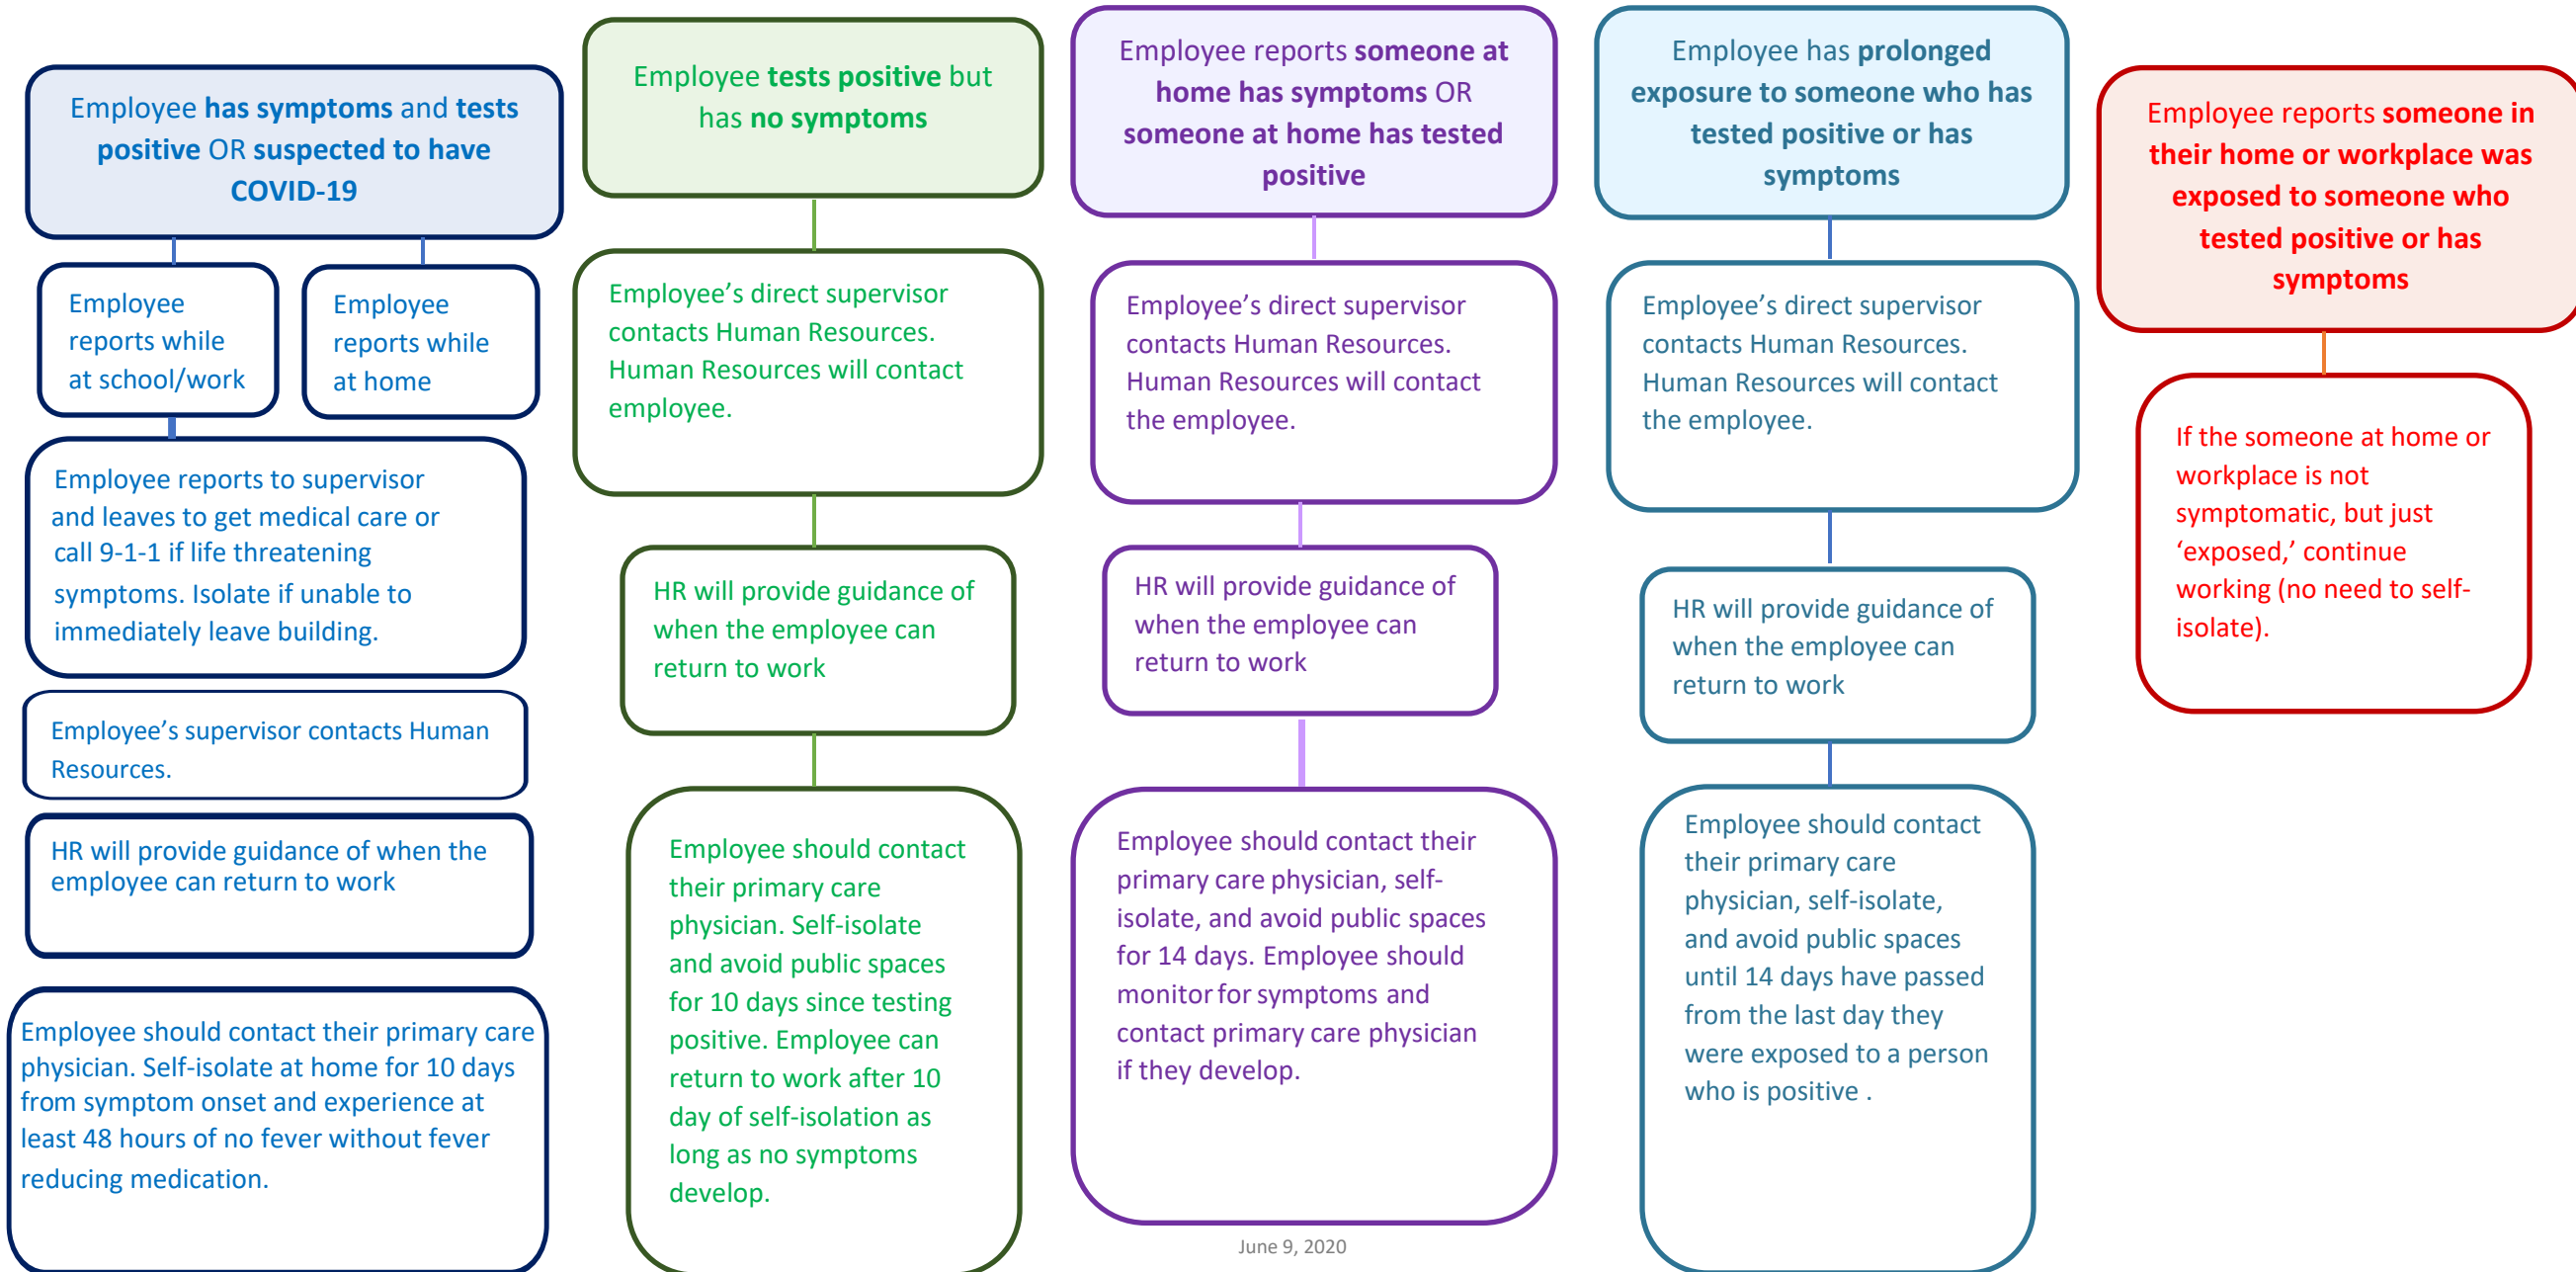 Employee has symptoms and tests
positive OR suspected to have
COVID-19
Employee
reports while
at school/work
Employee
reports while
at home
Employee reports to supervisor
and leaves to get medical care or
call 9-1-1 if life threatening
symptoms. Isolate if unable to
immediately leave building.
Employee’s supervisor contacts Human
Resources.
HR will provide guidance of when the
employee can return to work
Employee should contact their primary care
physician. Self-isolate at home for 10 days
from symptom onset and experience at
least 48 hours of no fever without fever
reducing medication.
Employee tests positive but
has no symptoms
Employee’s direct supervisor
contacts Human Resources.
Human Resources will contact
employee.
HR will provide guidance of
when the employee can
return to work
Employee should contact
their primary care
physician. Self-isolate
and avoid public spaces
for 10 days since testing
positive. Employee can
return to work after 10
day of self-isolation as
long as no symptoms
develop.
Employee reports someone at
home has symptoms OR
someone at home has tested
positive
Employee’s direct supervisor
contacts Human Resources.
Human Resources will contact
the employee.
HR will provide guidance of
when the employee can
return to work
Employee should contact their
primary care physician, self-
isolate, and avoid public spaces
for 14 days. Employee should
monitor for symptoms and
contact primary care physician
if they develop.
Employee has prolonged
exposure to someone who has
tested positive or has
symptoms
Employee’s direct supervisor
contacts Human Resources.
Human Resources will contact
the employee.
HR will provide guidance of
when the employee can
return to work
Employee should contact
their primary care
physician, self-isolate,
and avoid public spaces
until 14 days have passed
from the last day they
were exposed to a person
who is positive .
Employee reports someone in
their home or workplace was
exposed to someone who
tested positive or has
symptoms
If the someone at home or
workplace is not
symptomatic, but just
‘exposed,’ continue
working (no need to self-
isolate).
June 9, 2020